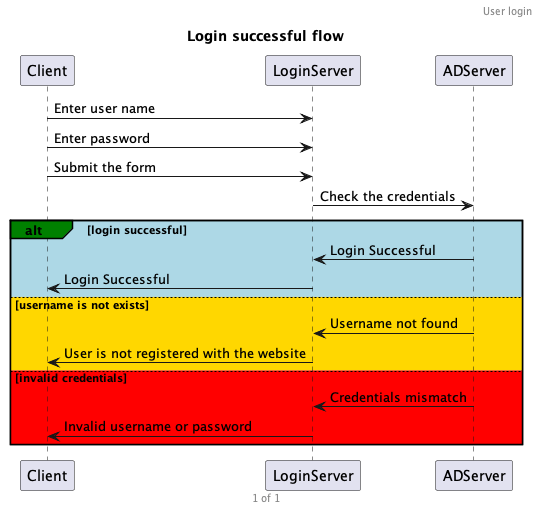 User login
Login successful flow
Client LoginServer ADServer
Enter user name
Enter password
Submit the form
Check the credentials
alt [login successful]
Login Successful
Login Successful
[username is not exists]
Username not found
User is not registered with the website
[invalid credentials]
Credentials mismatch
Invalid username or password
Client LoginServer ADServer
1 of 1